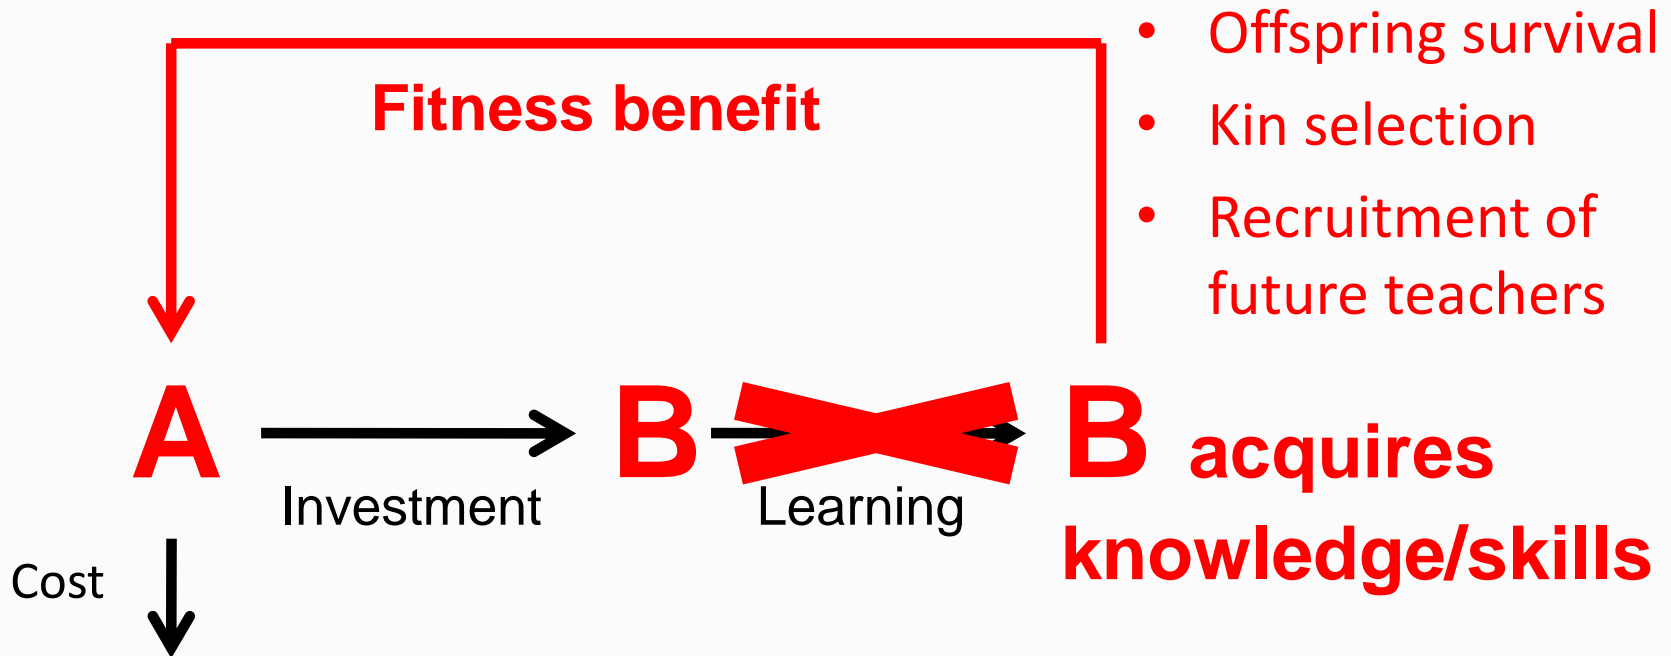 • Offspring survival
Fitness benefit
• Kin selection
• Recruitment of
future teachers
A
B
B acquires
Investment
Learning
knowledge/skills
Cost